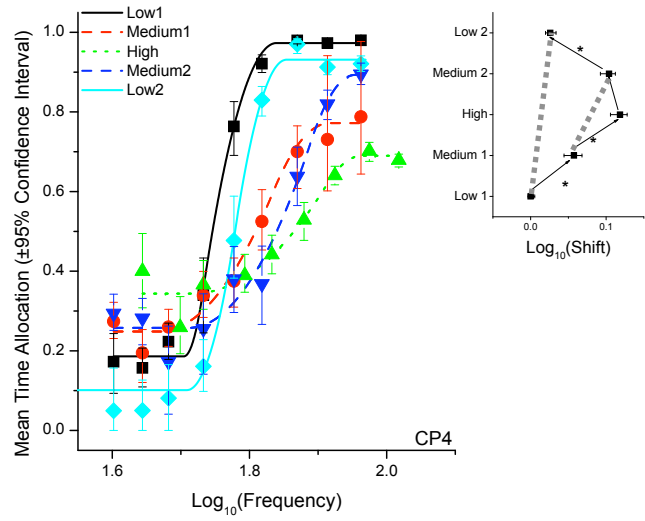 Low1
Medium1
High
Medium2
Low2
Mean Time Allocation (±95% Confidence Interval)
1.0
0.8
0.6
0.4
0.2
0.0
1.6
1.8
2.0
CP4
Log10(Frequency)
Low 2
Medium 2
High
Medium 1
Low 1
*
*
*
0.0
0.1
Log10(Shift)